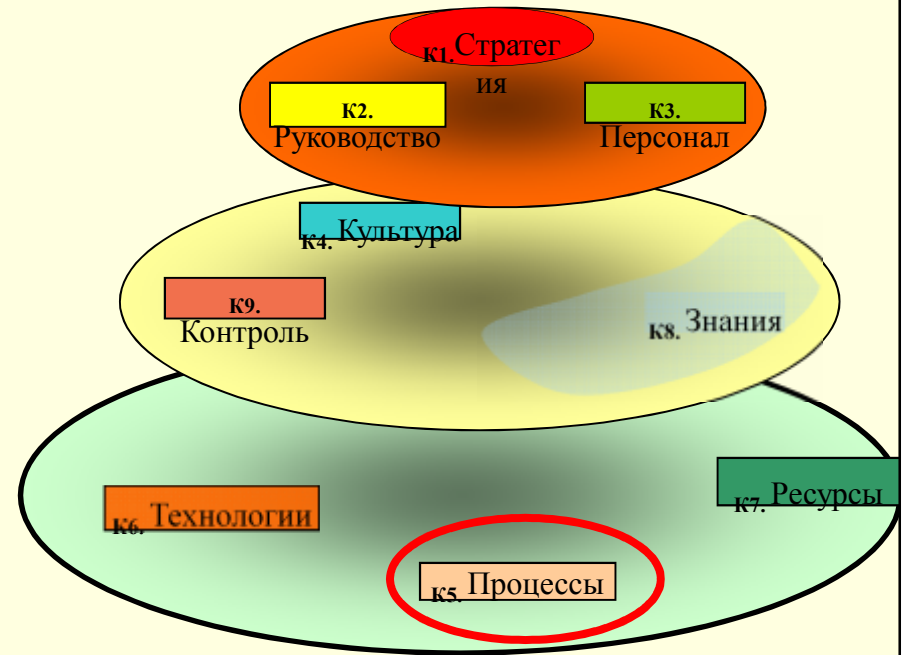 К1. Стратег
ия
К2.
Руководство
К3.
Персонал
К4. Культура
К9.
Контроль
К8. Знания
К6. Технологии
К7. Ресурсы
К5. Процессы